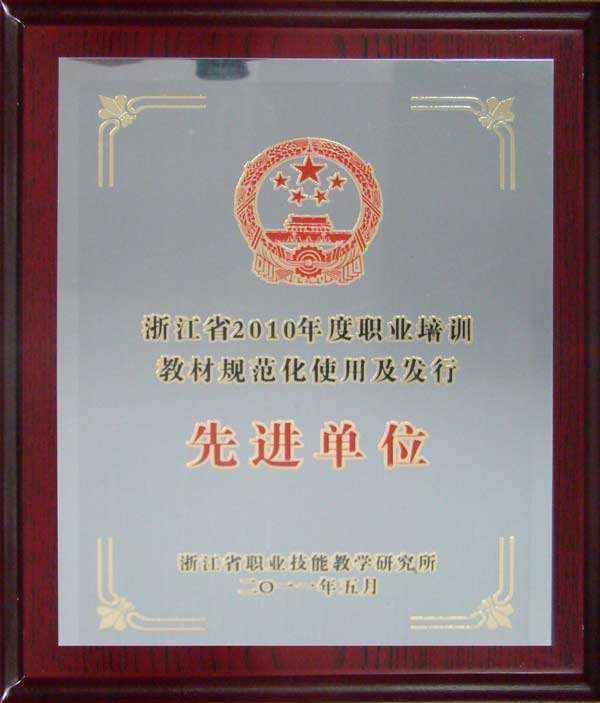 浙江省2010年度职业培训
教材规范化使用及发行
先进单位
浙江省职业技能教学研究所
二〇一一年五月